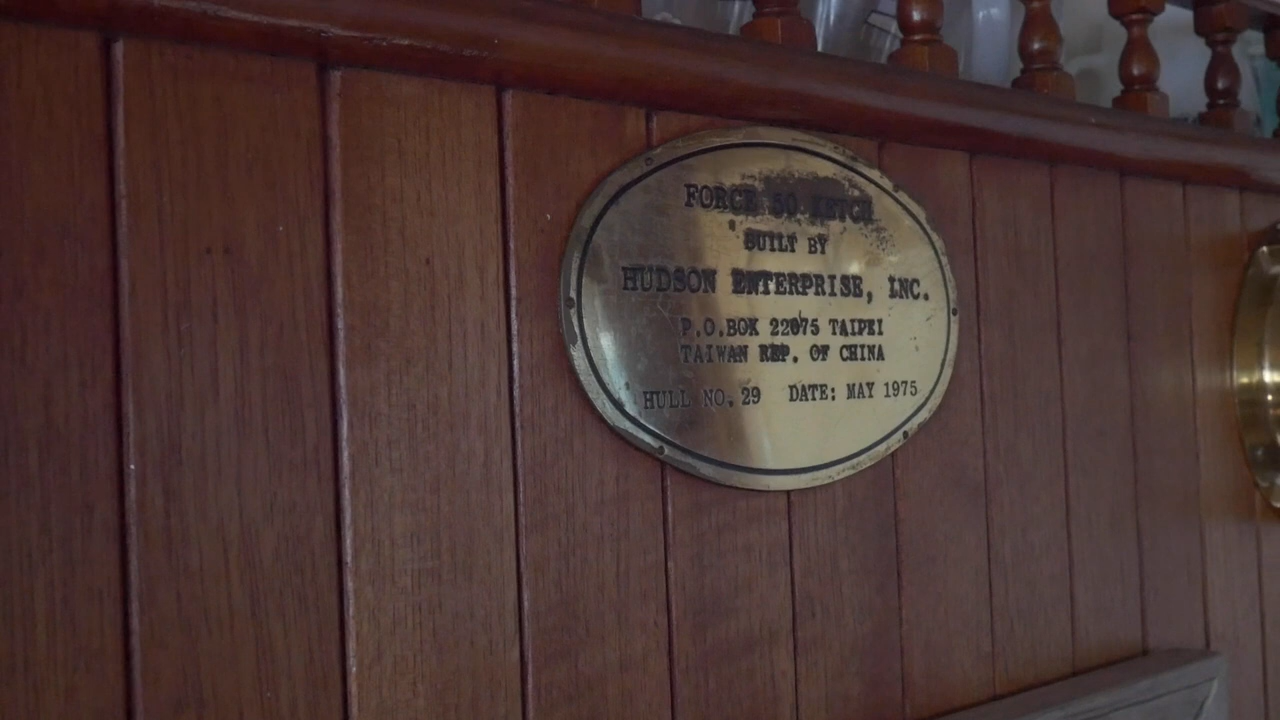 FORCE 50 KETCH
BUILT BY
HUDSON ENTERPRISE, INC.
P.O.BOX 22075 TAIPEI
TAIWAN REP. OF CHINA
HULL NO. 29 DATE: MAY 1975